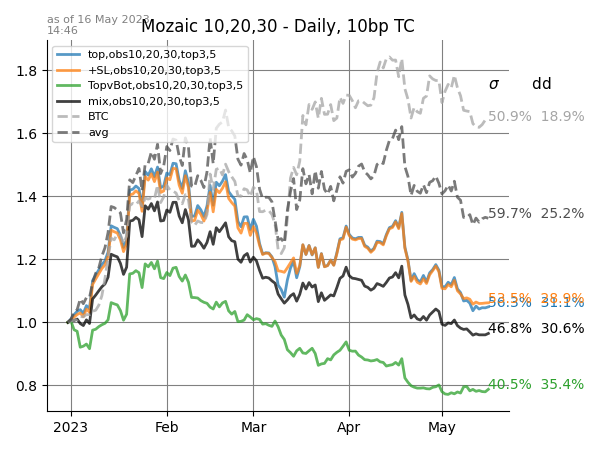 as of 16 May 2023
14:46
Mozaic 10,20,30 - Daily, 10bp TC
top,obs10,20,30,top3,5
+SL,obs10,20,30,top3,5
TopvBot,obs10,20,30,top3,5
mix,obs10,20,30,top3,5
BTC
avg
σ dd
50.9% 18.9%
59.7% 25.2%
46.8% 30.6%
40.5% 35.4%
1.8
1.6
1.4
1.2
1.0
0.8
2023 Feb Mar Apr May